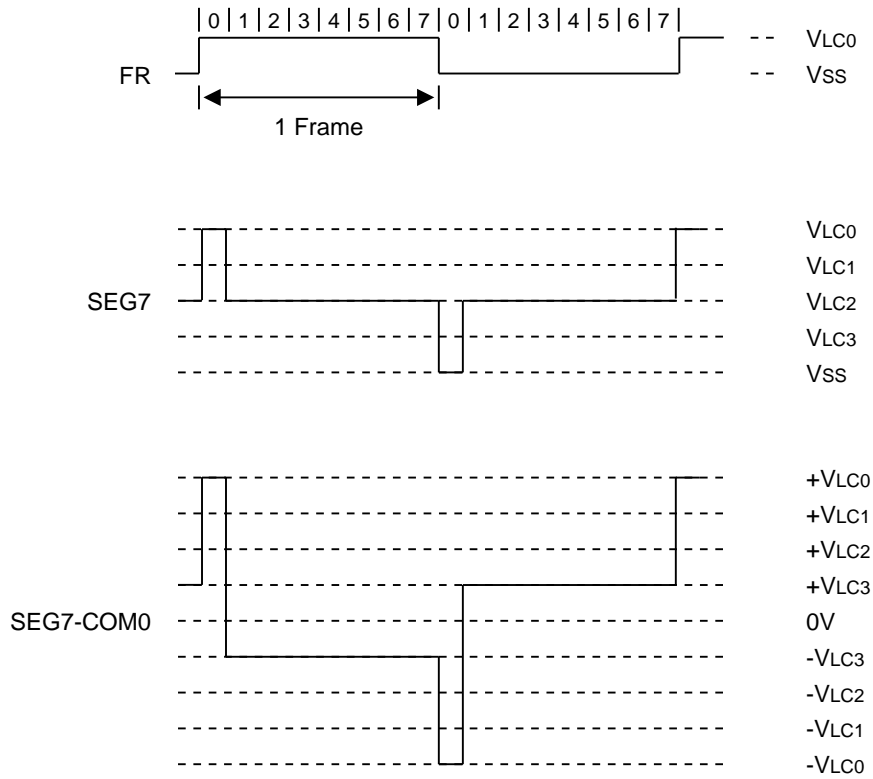 0 1 2 3 4 5 6 7 0 1 2 3 4 5 6 7
VLC0
FR
VSS
1 Frame
VLC0
VLC1
SEG7
VLC2
VLC3
VSS
+VLC0
+VLC1
+VLC2
+VLC3
SEG7-COM0
0V
-VLC3
-VLC2
-VLC1
-VLC0